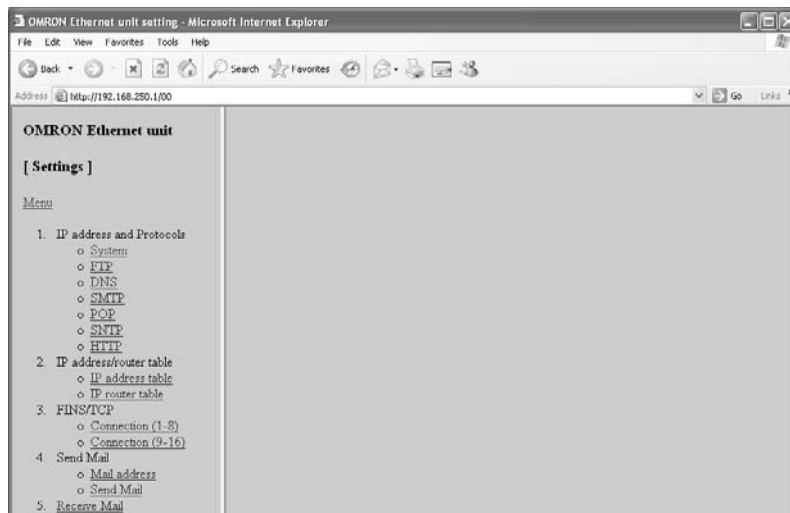 OMRON Ethernet unit setting - Microsoft Internet Explorer
File Edit View Favorites Tools Help
Back Search Favorites
Address http://192.168.250.1/00 Go Links
OMRON Ethernet unit
[ Settings ]
Menu
1. IP address and Protocols
o System
o FTP
o DNS
o SMTP
o POP
o SNTP
o HTTP
2. IP address/router table
o IP address table
o IP router table
3. FINS/TCP
o Connection (1-8)
o Connection (9-16)
4. Send Mail
o Mail address
o Send Mail
5. Receive Mail